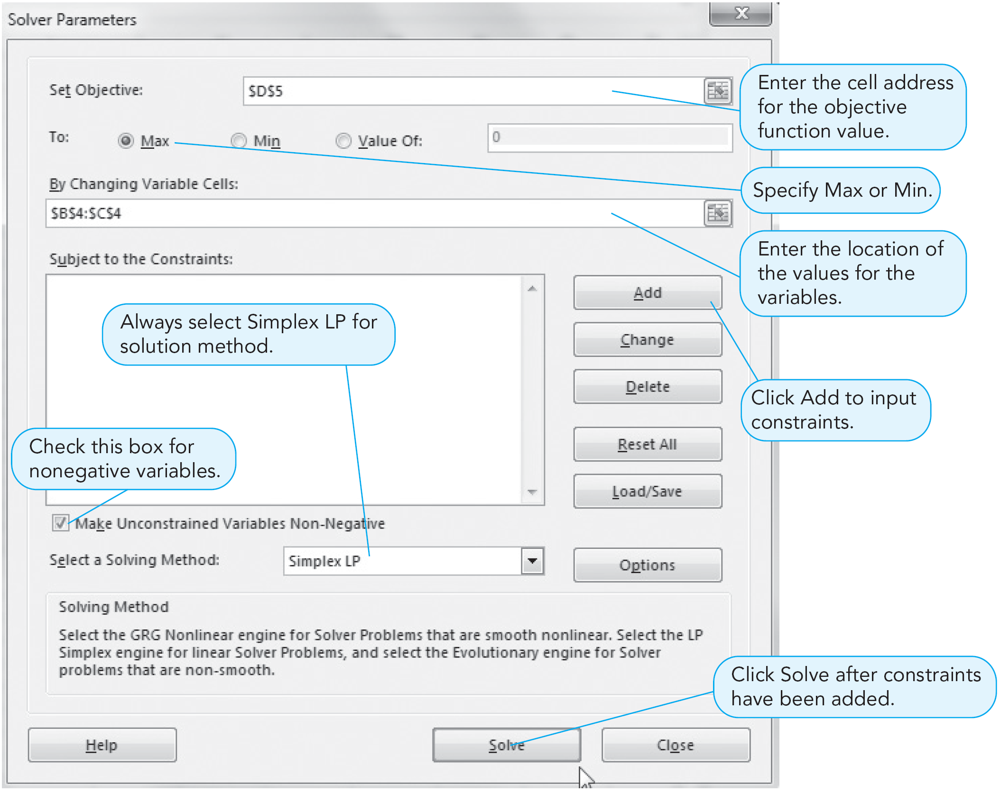 Solver Parameters
Set Objective:
$D$5
Enter the cell address
for the objective
function value.
To:
Max
Min
Value Of:
0
Specify Max or Min.
By Changing Variable Cells:
$B$4:$C$4
Enter the location of
the values for the
variables.
Subject to the Constraints:
Add
Change
Delete
Reset All
Load/Save
Always select Simplex LP for
solution method.
Click Add to input
constraints.
Check this box for
nonegative variables.
Make Unconstrained Variables Non-Negative
Select a Solving Method:
Simplex LP
Options
Solving Method
Select the GRG Nonlinear engine for Solver Problems that are smooth nonlinear. Select the LP
Simplex engine for linear Solver Problems, and select the Evolutionary engine for Solver
problems that are non-smooth.
Click Solve after constraints
have been added.
Help
Solve
Close